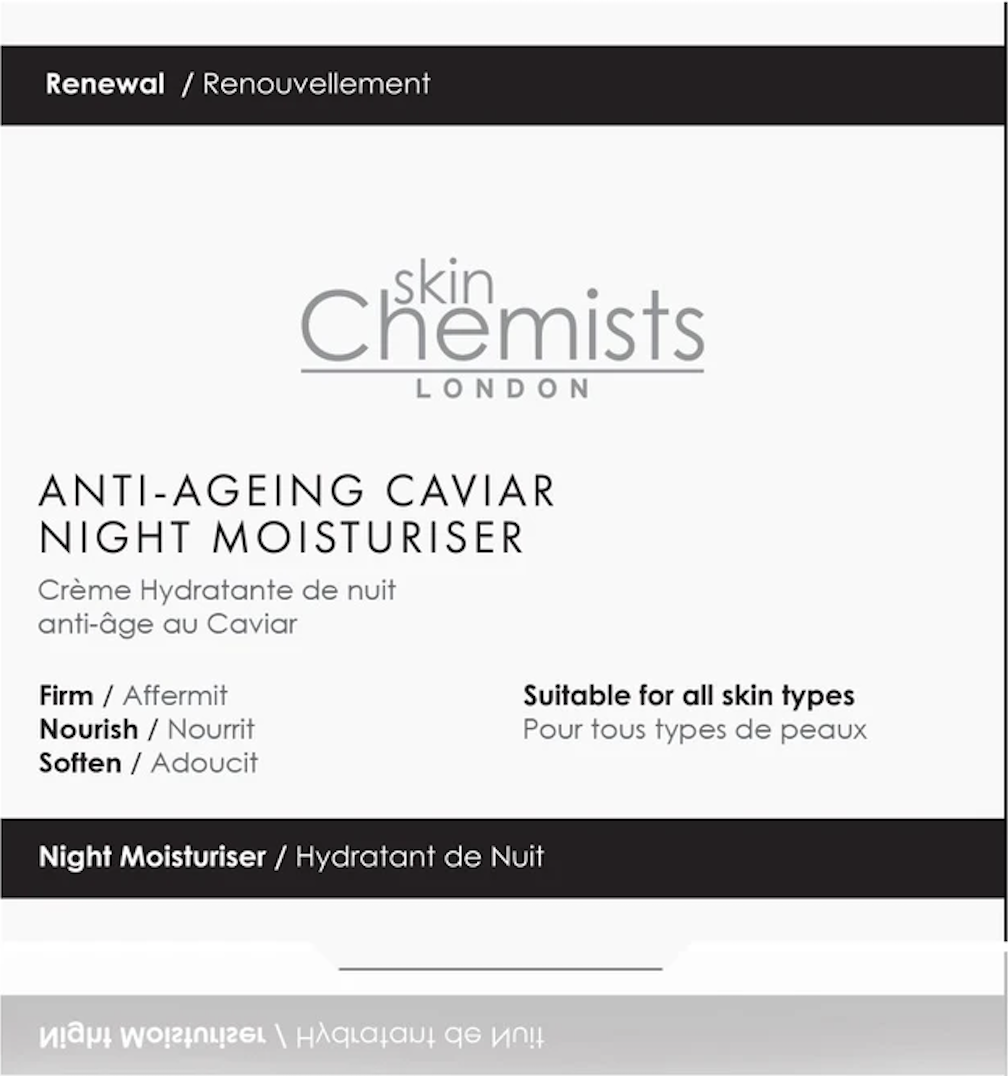 Renewal / Renouvellement
skin
Chemists
LONDON
ANTI-AGEING CAVIAR
NIGHT MOISTURISER
Crème Hydratante de nuit
anti-âge au Caviar
Firm / Affermit
Nourish / Nourrit
Soften / Adoucit
Suitable for all skin types
Pour tous types de peaux
Night Moisturiser / Hydratant de Nuit
Night Moisturiser / Hydratant de Nuit